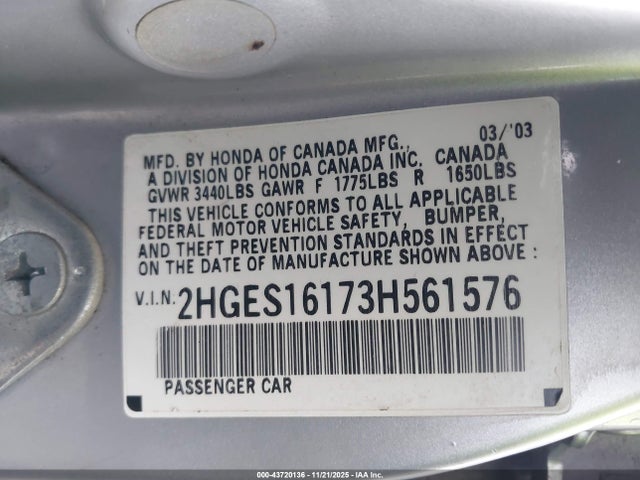 03/'03
MFD. BY HONDA OF CANADA MFG.,
A DIVISION OF HONDA CANADA INC. CANADA
GVWR 3440LBS GAWR F 1775LBS R 1650LBS
THIS VEHICLE CONFORMS TO ALL APPLICABLE
FEDERAL MOTOR VEHICLE SAFETY, BUMPER,
AND THEFT PREVENTION STANDARDS IN EFFECT
ON THE DATE OF MANUFACTURE SHOWN ABOVE :
V.I.N. 2HGES16173H561576
PASSENGER CAR
000-43720136 - 11/21/2025 - IAA Inc.